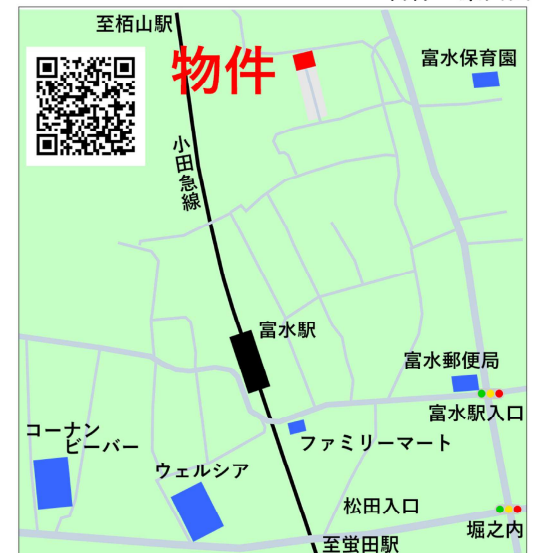 至栢山駅
物件
富水保育園
小田急線
富水駅
富水郵便局
富水駅入口
コーナン
ビーバー
ファミリーマート
ウェルシア
松田入口
堀之内
至蛍田駅